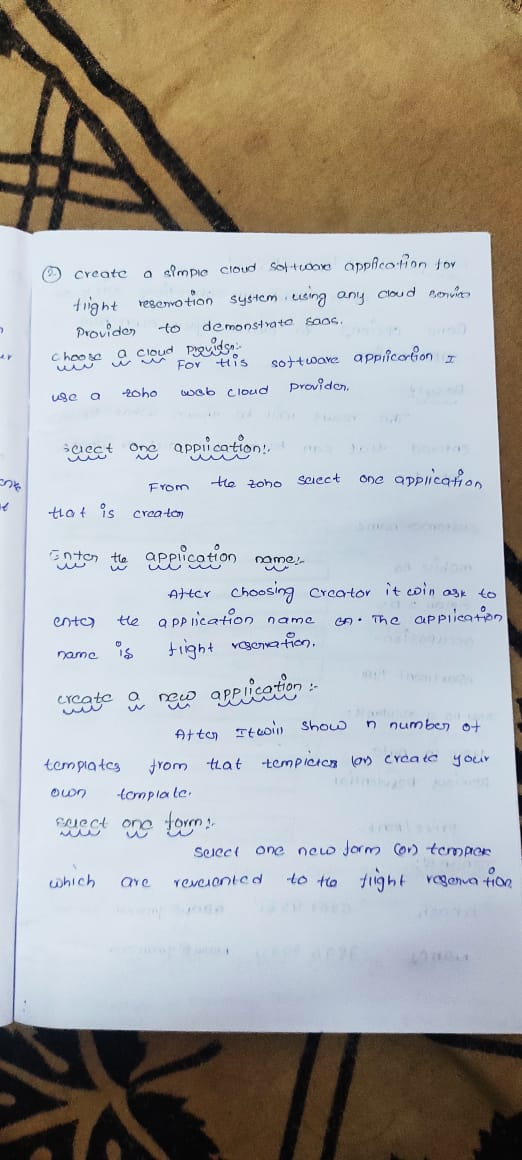 2) create a simple cloud software application for
flight reservation system using any cloud service
Provider to demonstrate saas.
choose a cloud provider:-
For this software application I
use a zoho web cloud provider.
select one application:-
From the zoho select one application
that is creator
Enter the application name:-
After choosing creator it will ask to
enter the application name en. The application
name is flight reservation.
create a new application :-
After It will show n number of
templates from that templates (or) create your
own template.
select one form:-
select one new form (or) template
which are to the flight reservation